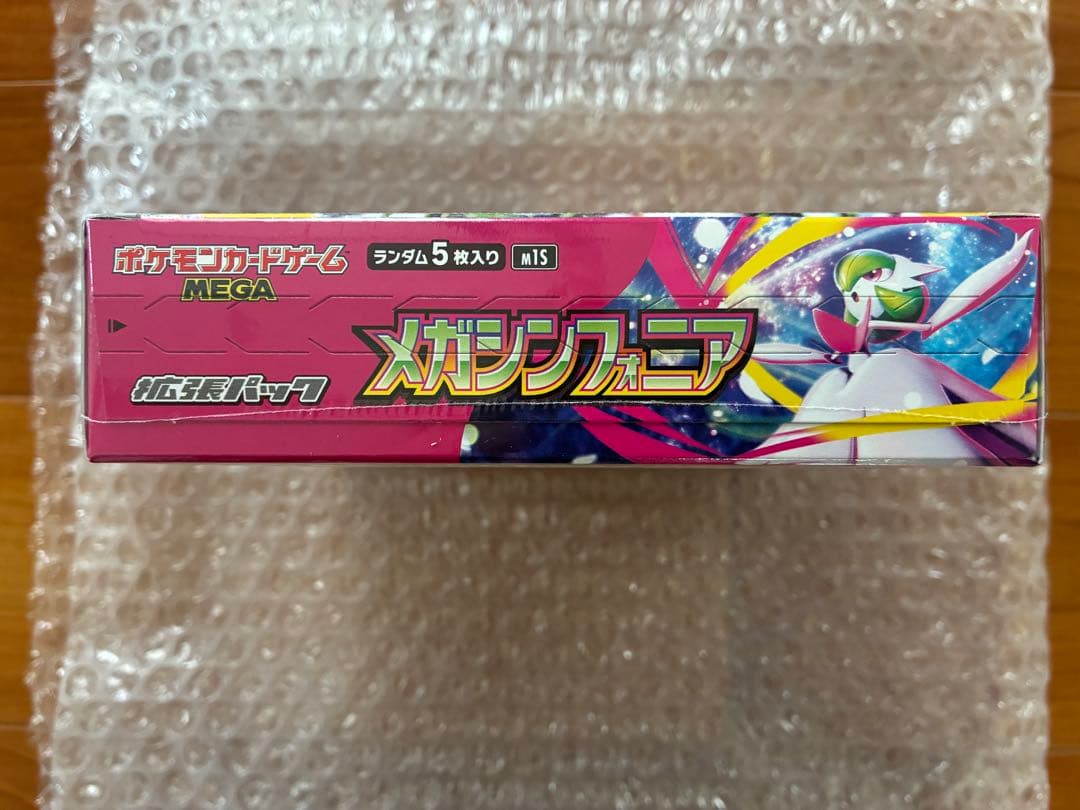 ポケモンカードゲーム
MEGA
ランダム5枚入り
M1S
メガシンフォニア
拡張パック